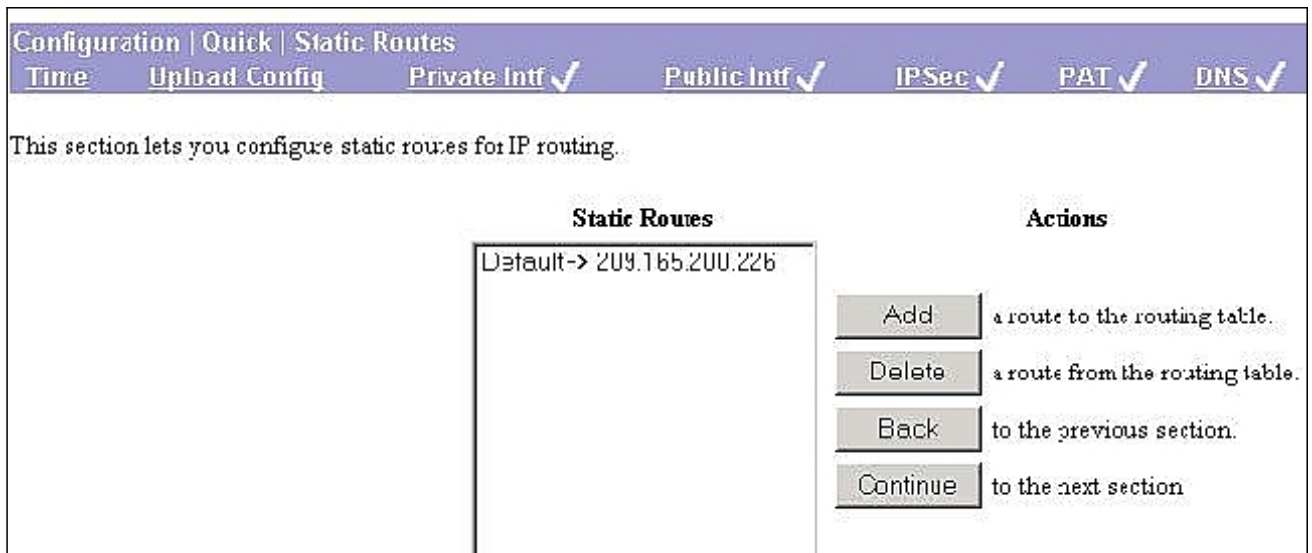 Configuration | Quick | Static Routes
Time Upload Config Private Intf ✓ Public Intf ✓ IPSec ✓ PAT ✓ DNS ✓
This section lets you configure static routes for IP routing.
Static Routes Actions
Default -> 209.165.200.226
Add a route to the routing table.
Delete a route from the routing table.
Back to the previous section.
Continue to the next section